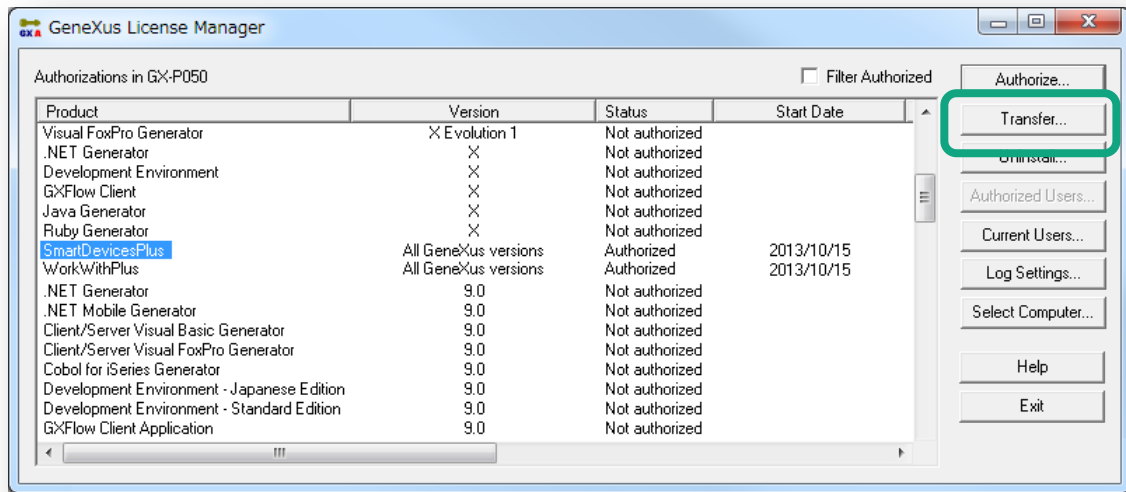 GeneXus License Manager
Authorizations in GX-P050
Filter Authorized
Authorize...
Product Version Status Start Date
Transfer...
Visual FoxPro Generator X Evolution 1 Not authorized
.NET Generator X Not authorized
Uninstall...
Development Environment X Not authorized
GXFlow Client X Not authorized
Authorized Users...
Java Generator X Not authorized
Ruby Generator X Not authorized
Current Users...
SmartDevicesPlus All GeneXus versions Authorized 2013/10/15
WorkWithPlus All GeneXus versions Authorized 2013/10/15
Log Settings...
.NET Generator 9.0 Not authorized
.NET Mobile Generator 9.0 Not authorized
Select Computer...
Client/Server Visual Basic Generator 9.0 Not authorized
Client/Server Visual FoxPro Generator 9.0 Not authorized
Cobol for iSeries Generator 9.0 Not authorized
Help
Development Environment - Japanese Edition 9.0 Not authorized
Development Environment - Standard Edition 9.0 Not authorized
Exit
GXFlow Client Application 9.0 Not authorized